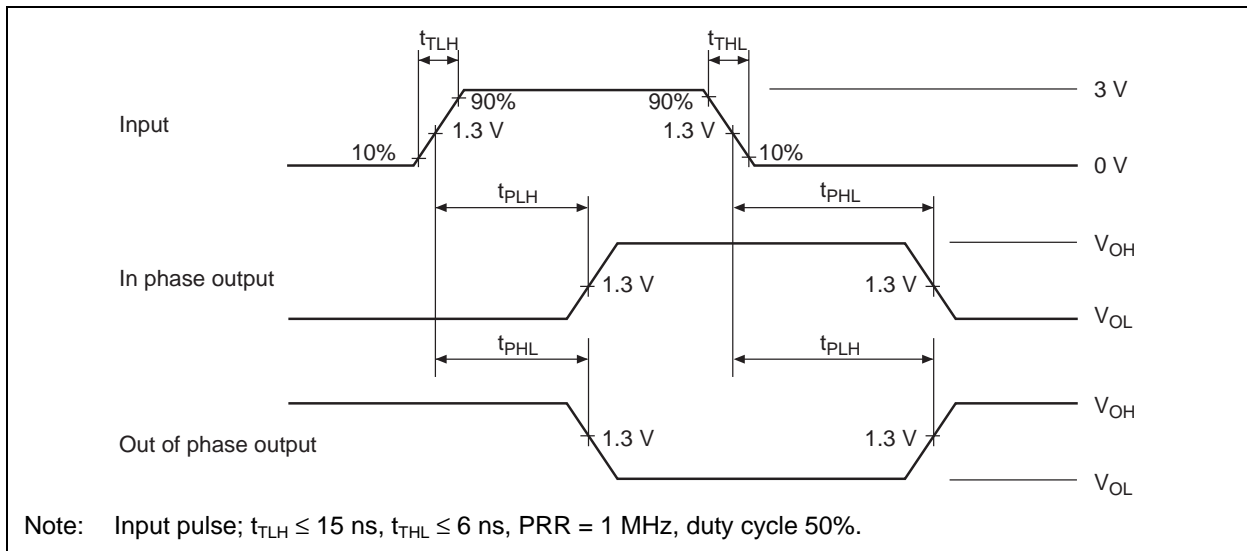 tTLH
tTHL
Input
10%
90%
1.3 V
90%
1.3 V
10%
3 V
0 V
tPLH
tPHL
In phase output
1.3 V
1.3 V
VOH
VOL
tPHL
tPLH
Out of phase output
1.3 V
1.3 V
VOH
VOL
Note: Input pulse; tTLH ≤ 15 ns, tTHL ≤ 6 ns, PRR = 1 MHz, duty cycle 50%.